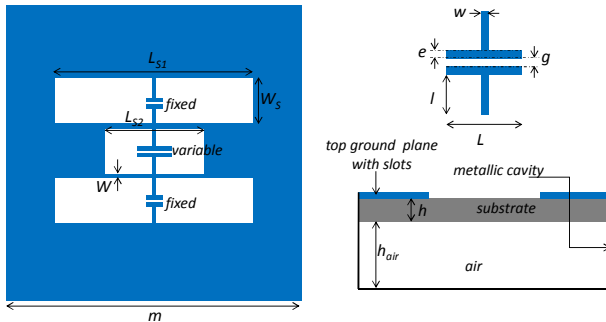 L_S1
fixed
W_S
L_S2
variable
W
fixed
m
w
e
g
l
L
top ground plane
with slots
metallic cavity
h
substrate
h_air
air